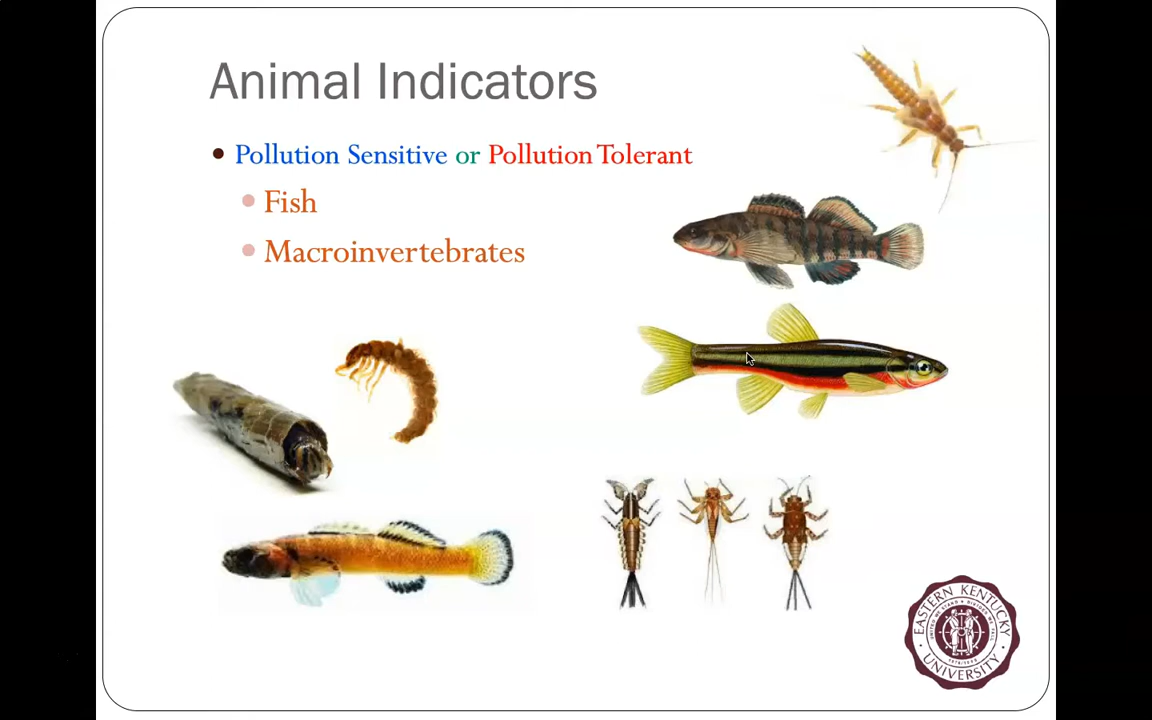 Animal Indicators
Pollution Sensitive or Pollution Tolerant
Fish
Macroinvertebrates
EASTERN KENTUCKY
UNIVERSITY